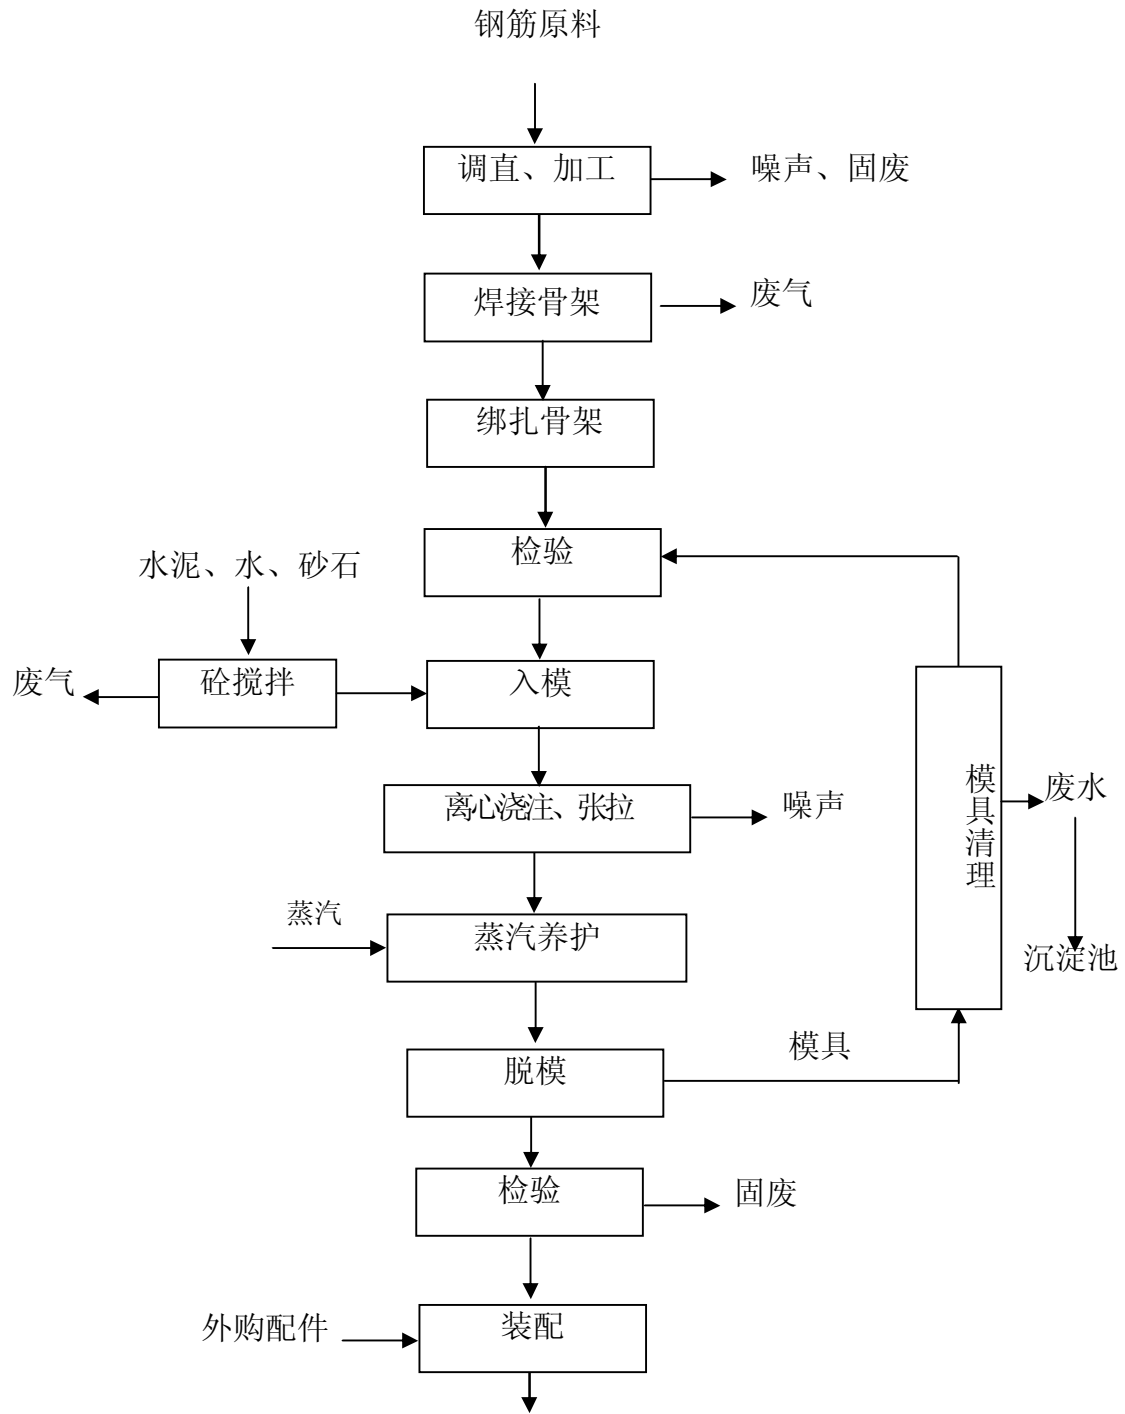 钢筋原料
调直、加工
噪声、固废
焊接骨架
废气
绑扎骨架
检验
水泥、水、砂石
废气
砼搅拌
入模
离心浇注、张拉
噪声
模具清理
废水
蒸汽
蒸汽养护
沉淀池
脱模
模具
检验
固废
外购配件
装配